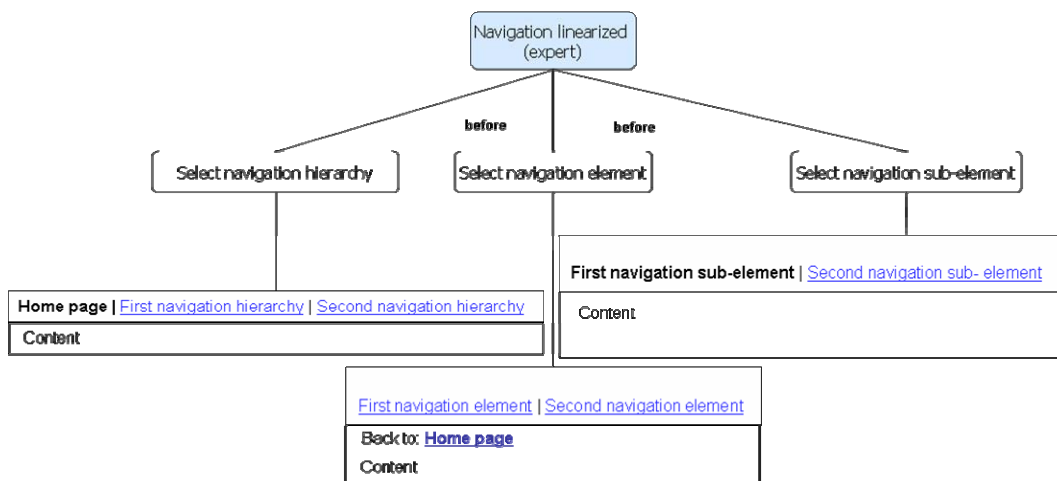 Navigation linearized
(expert)
before
before
Select navigation hierarchy
Select navigation element
Select navigation sub-element
First navigation sub-element | Second navigation sub- element
Content
Home page | First navigation hierarchy | Second navigation hierarchy
Content
First navigation element | Second navigation element
Back to: Home page
Content